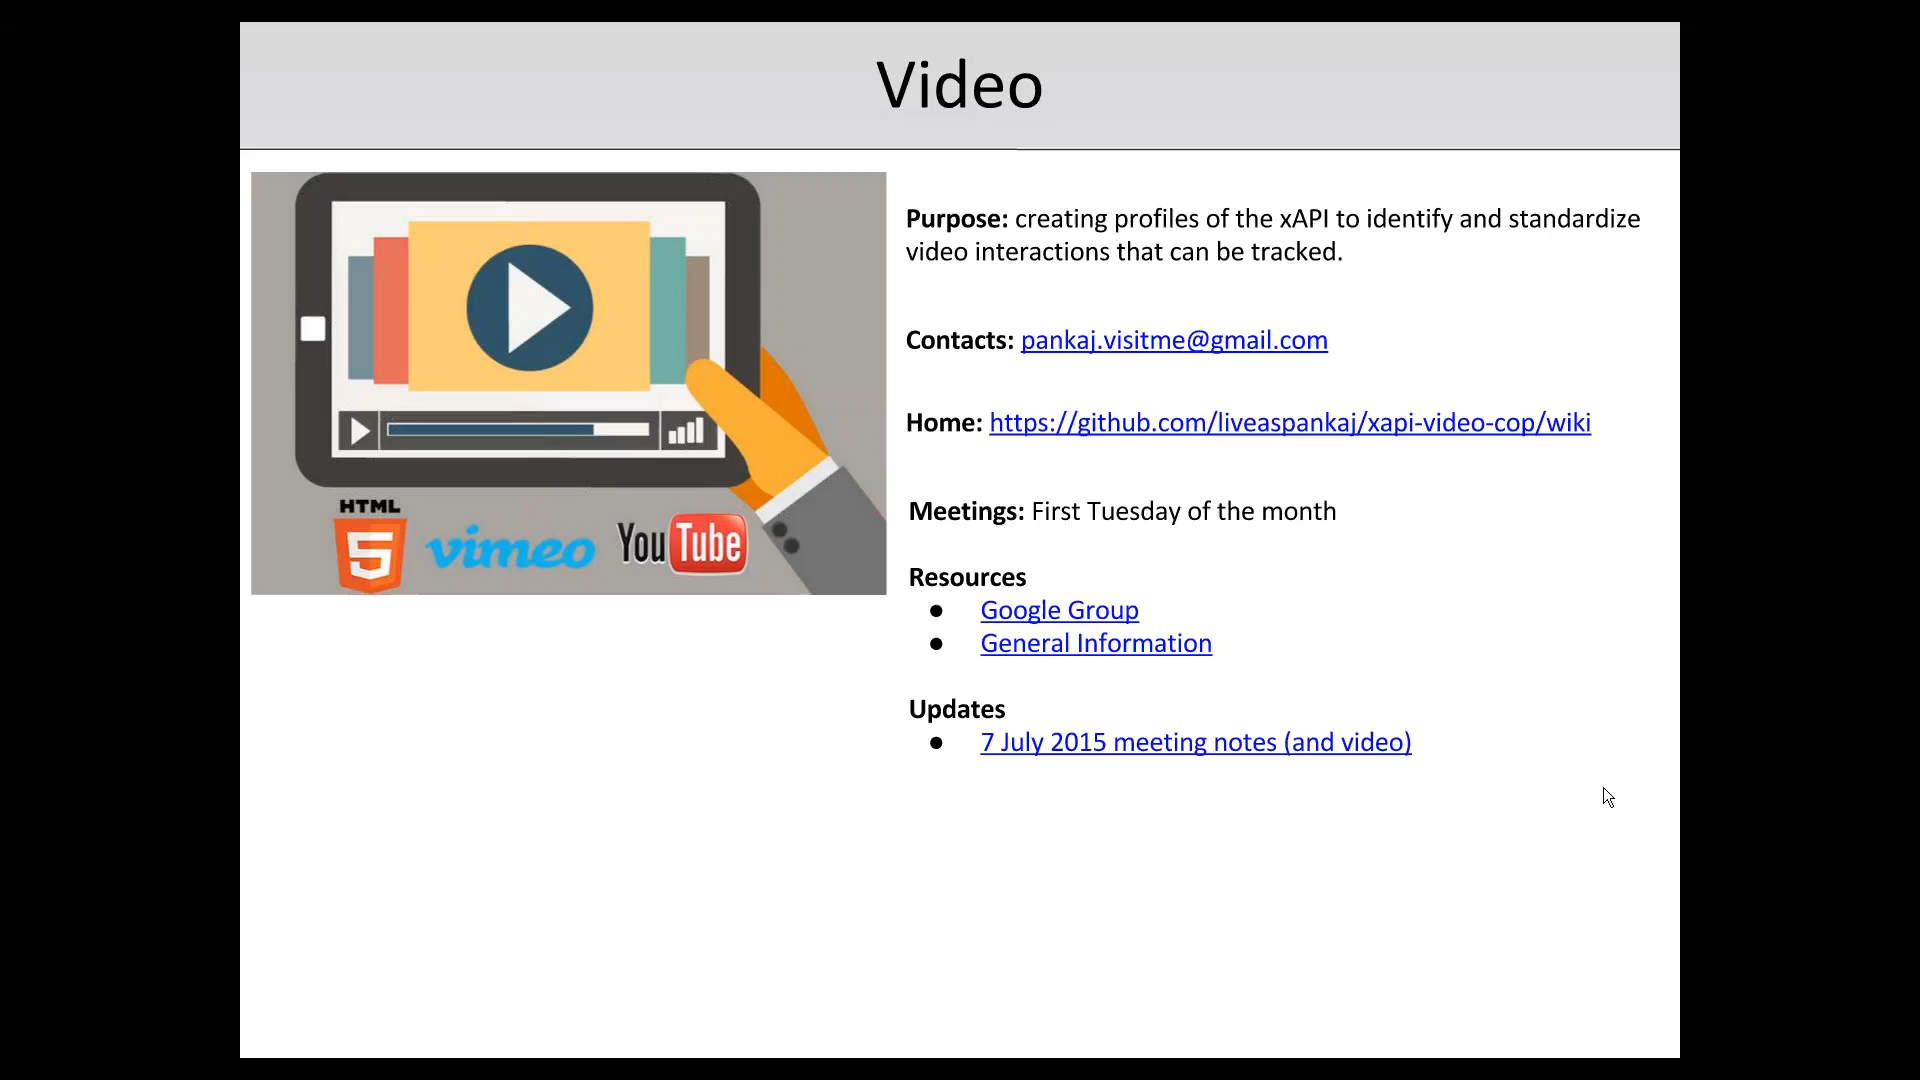 Video
Purpose: creating profiles of the xAPI to identify and standardize
video interactions that can be tracked.
Contacts: pankaj.visitme@gmail.com
Home: https://github.com/liveaspankaj/xapi-video-cop/wiki
Meetings: First Tuesday of the month
Resources
● Google Group
● General Information
Updates
● 7 July 2015 meeting notes (and video)
HTML
5
vimeo
YouTube